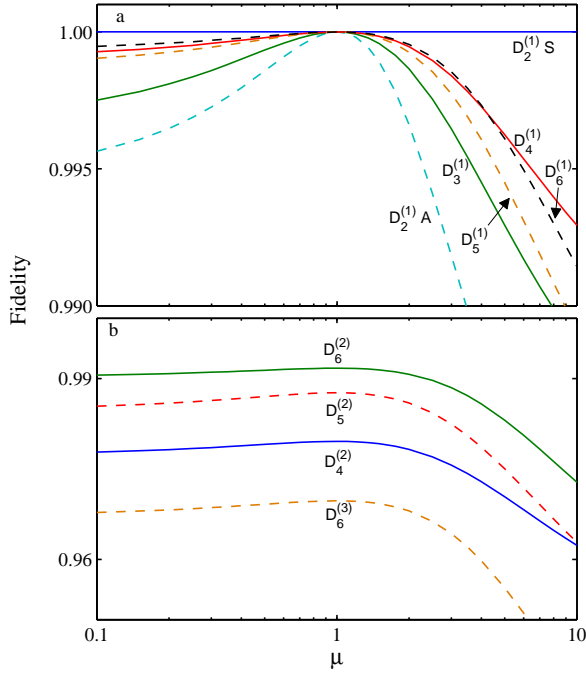 a
1.00
D₂⁽¹⁾ S
0.995
D₄⁽¹⁾
D₃⁽¹⁾
D₆⁽¹⁾
D₂⁽¹⁾ A
D₅⁽¹⁾
0.990
Fidelity
b
D₆⁽²⁾
0.99
D₅⁽²⁾
D₄⁽²⁾
D₆⁽³⁾
0.96
0.1
1
10
μ